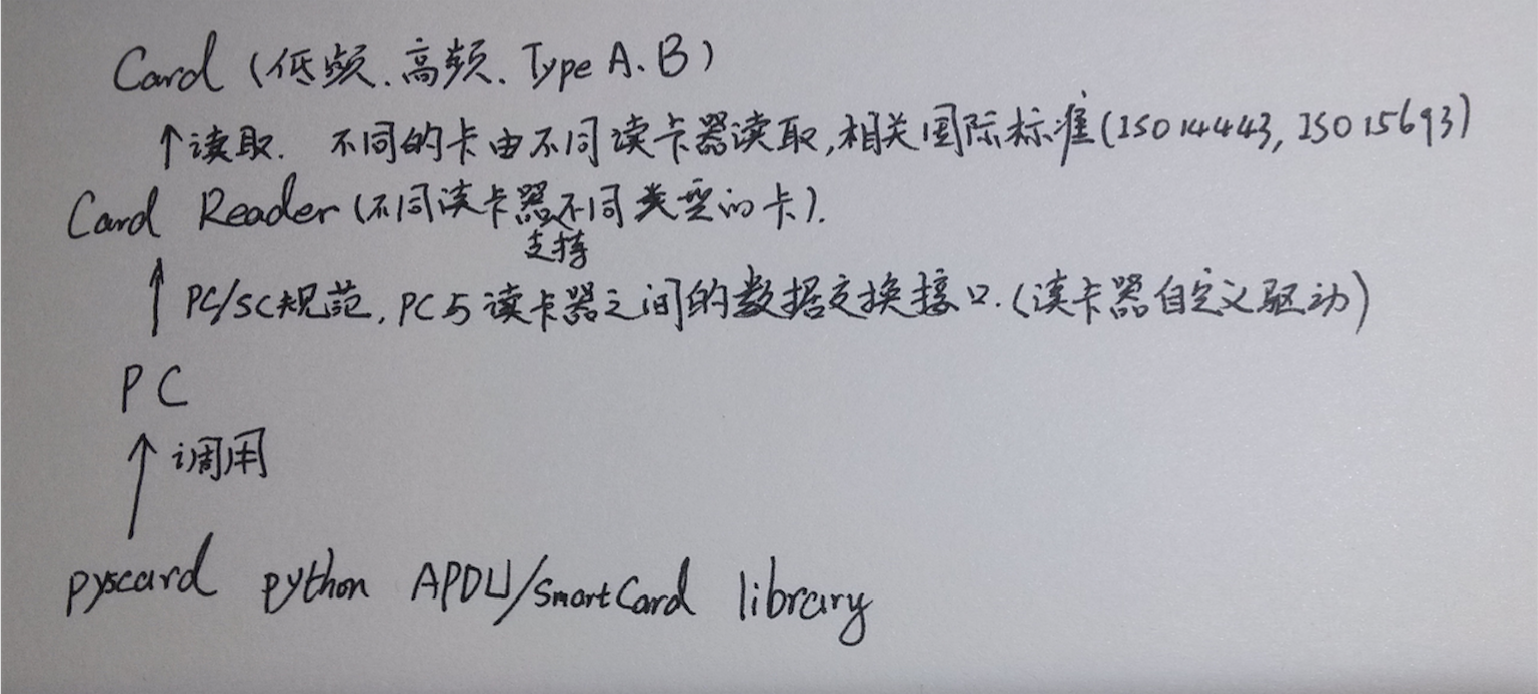 Card (低频、高频、Type A、B)
↑读取. 不同的卡由不同读卡器读取,相关国际标准(ISO 14443, ISO 15693)
Card Reader (不同读卡器支持不同类型的卡).
↑ PC/SC规范, PC与读卡器之间的数据交换接口.(读卡器自定义驱动)
PC
↑调用
pyscard python APDU/SmartCard library